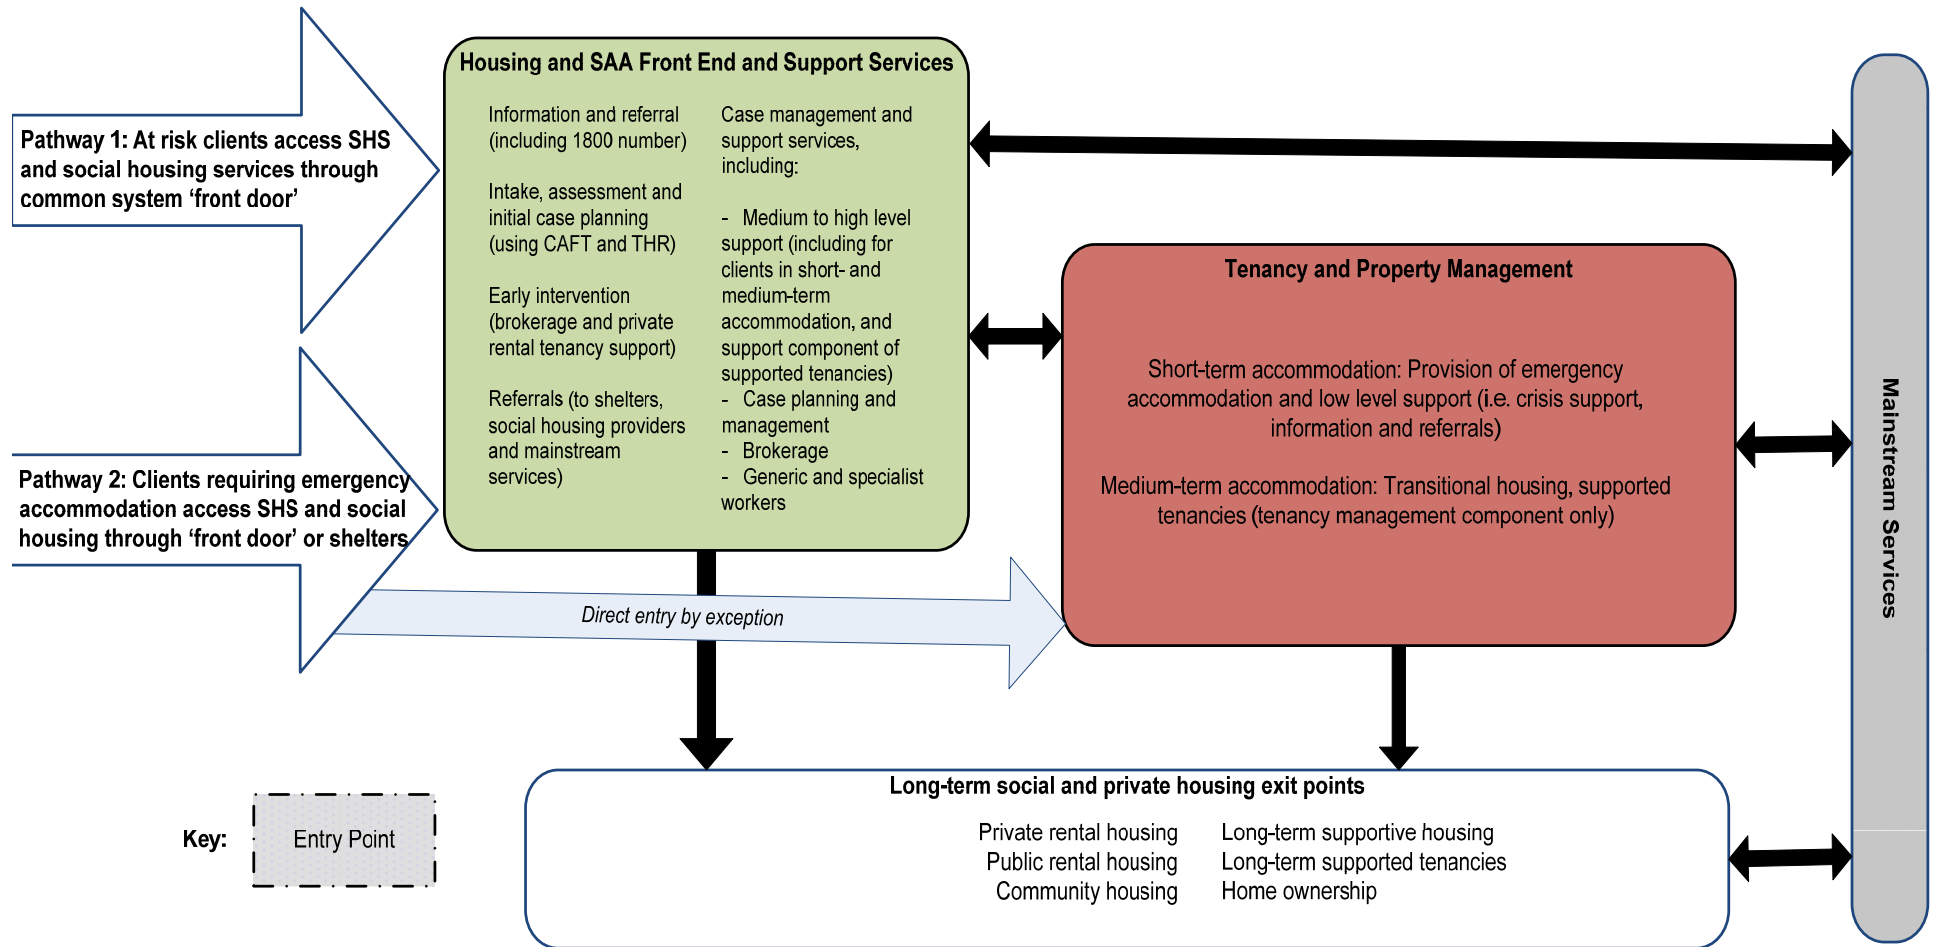 Pathway 1: At risk clients access SHS
and social housing services through
common system ‘front door’
Pathway 2: Clients requiring emergency
accommodation access SHS and social
housing through ‘front door’ or shelters
Housing and SAA Front End and Support Services
Information and referral
(including 1800 number)
Intake, assessment and
initial case planning
(using CAFT and THR)
Early intervention
(brokerage and private
rental tenancy support)
Referrals (to shelters,
social housing providers
and mainstream
services)
Case management and
support services,
including:
- Medium to high level
support (including for
clients in short- and
medium-term
accommodation, and
support component of
supported tenancies)
- Case planning and
management
- Brokerage
- Generic and specialist
workers
Direct entry by exception
Tenancy and Property Management
Short-term accommodation: Provision of emergency
accommodation and low level support (i.e. crisis support,
information and referrals)
Medium-term accommodation: Transitional housing, supported
tenancies (tenancy management component only)
Mainstream Services
Long-term social and private housing exit points
Private rental housing
Public rental housing
Community housing
Long-term supportive housing
Long-term supported tenancies
Home ownership
Key:
Entry Point